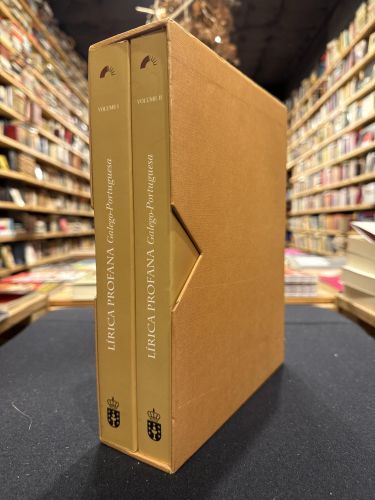 VOLUME I
LÍRICA PROFANA Galego-Portuguesa
VOLUME II
LÍRICA PROFANA Galego-Portuguesa